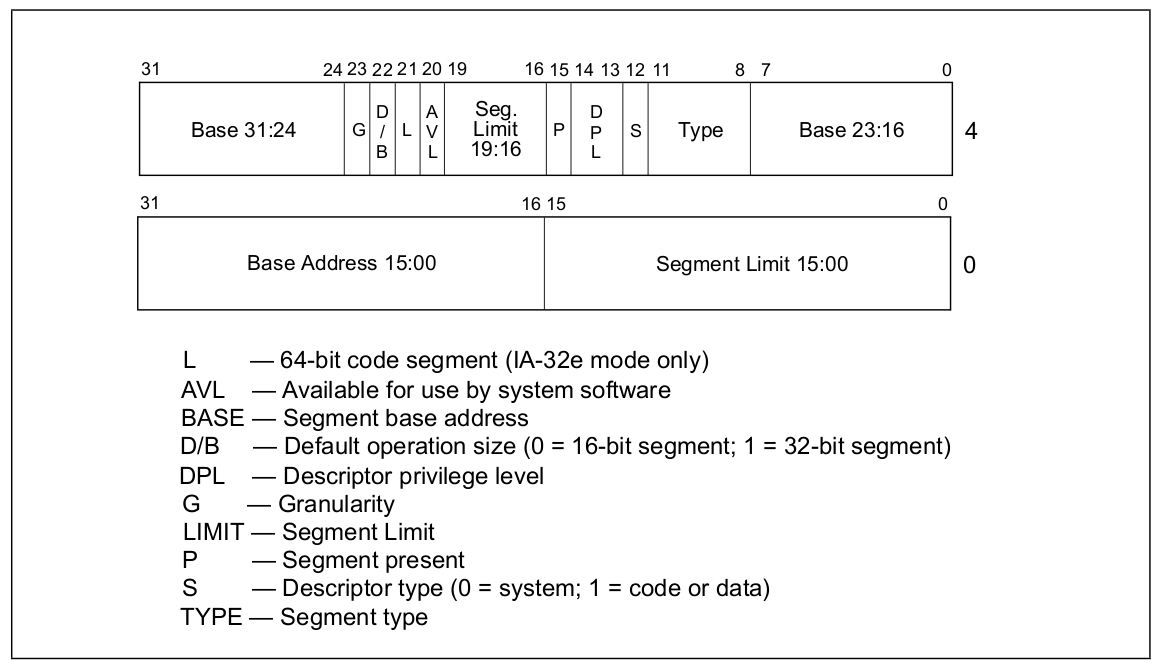 31 24 23 22 21 20 19 16 15 14 13 12 11 8 7 0
Base 31:24 G D/B L AVL Seg. Limit 19:16 P DPL S Type Base 23:16 4
31 16 15 0
Base Address 15:00 Segment Limit 15:00 0
L — 64-bit code segment (IA-32e mode only)
AVL — Available for use by system software
BASE — Segment base address
D/B — Default operation size (0 = 16-bit segment; 1 = 32-bit segment)
DPL — Descriptor privilege level
G — Granularity
LIMIT — Segment Limit
P — Segment present
S — Descriptor type (0 = system; 1 = code or data)
TYPE — Segment type